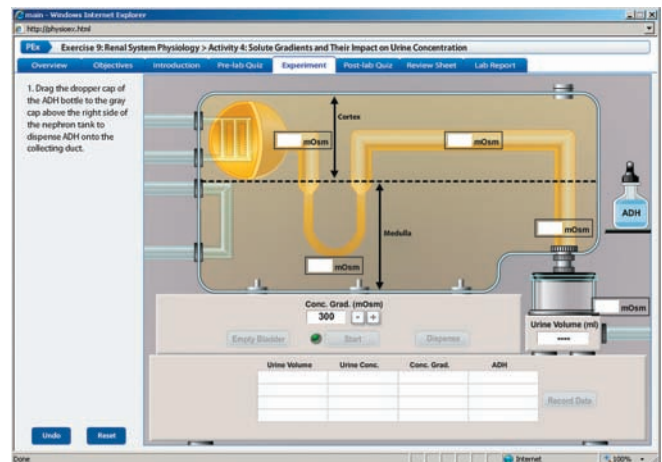 main - Windows Internet Explorer
http://physioex.html
PEx Exercise 9: Renal System Physiology > Activity 4: Solute Gradients and Their Impact on Urine Concentration
Overview Objectives Introduction Pre-lab Quiz Experiment Post-lab Quiz Review Sheet Lab Report
1. Drag the dropper cap of
the ADH bottle to the gray
cap above the right side of
the nephron tank to
dispense ADH onto the
collecting duct.
Cortex
mOsm
mOsm
ADH
Medulla
mOsm
mOsm
mOsm
Conc. Grad. (mOsm)
300 - +
Urine Volume (ml)
----
Empty Bladder Start Dispense
Urine Volume Urine Conc. Conc. Grad. ADH
Record Data
Undo Reset
Done Internet 100%